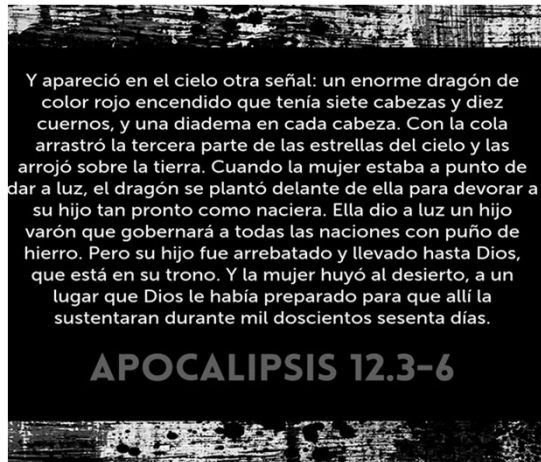 Y apareció en el cielo otra señal: un enorme dragón de
color rojo encendido que tenía siete cabezas y diez
cuernos, y una diadema en cada cabeza. Con la cola
arrastró la tercera parte de las estrellas del cielo y las
arrojó sobre la tierra. Cuando la mujer estaba a punto de
dar a luz, el dragón se plantó delante de ella para devorar a
su hijo tan pronto como naciera. Ella dio a luz un hijo
varón que gobernará a todas las naciones con puño de
hierro. Pero su hijo fue arrebatado y llevado hasta Dios,
que está en su trono. Y la mujer huyó al desierto, a un
lugar que Dios le había preparado para que allí la
sustentaran durante mil doscientos sesenta días.
APOCALIPSIS 12.3-6